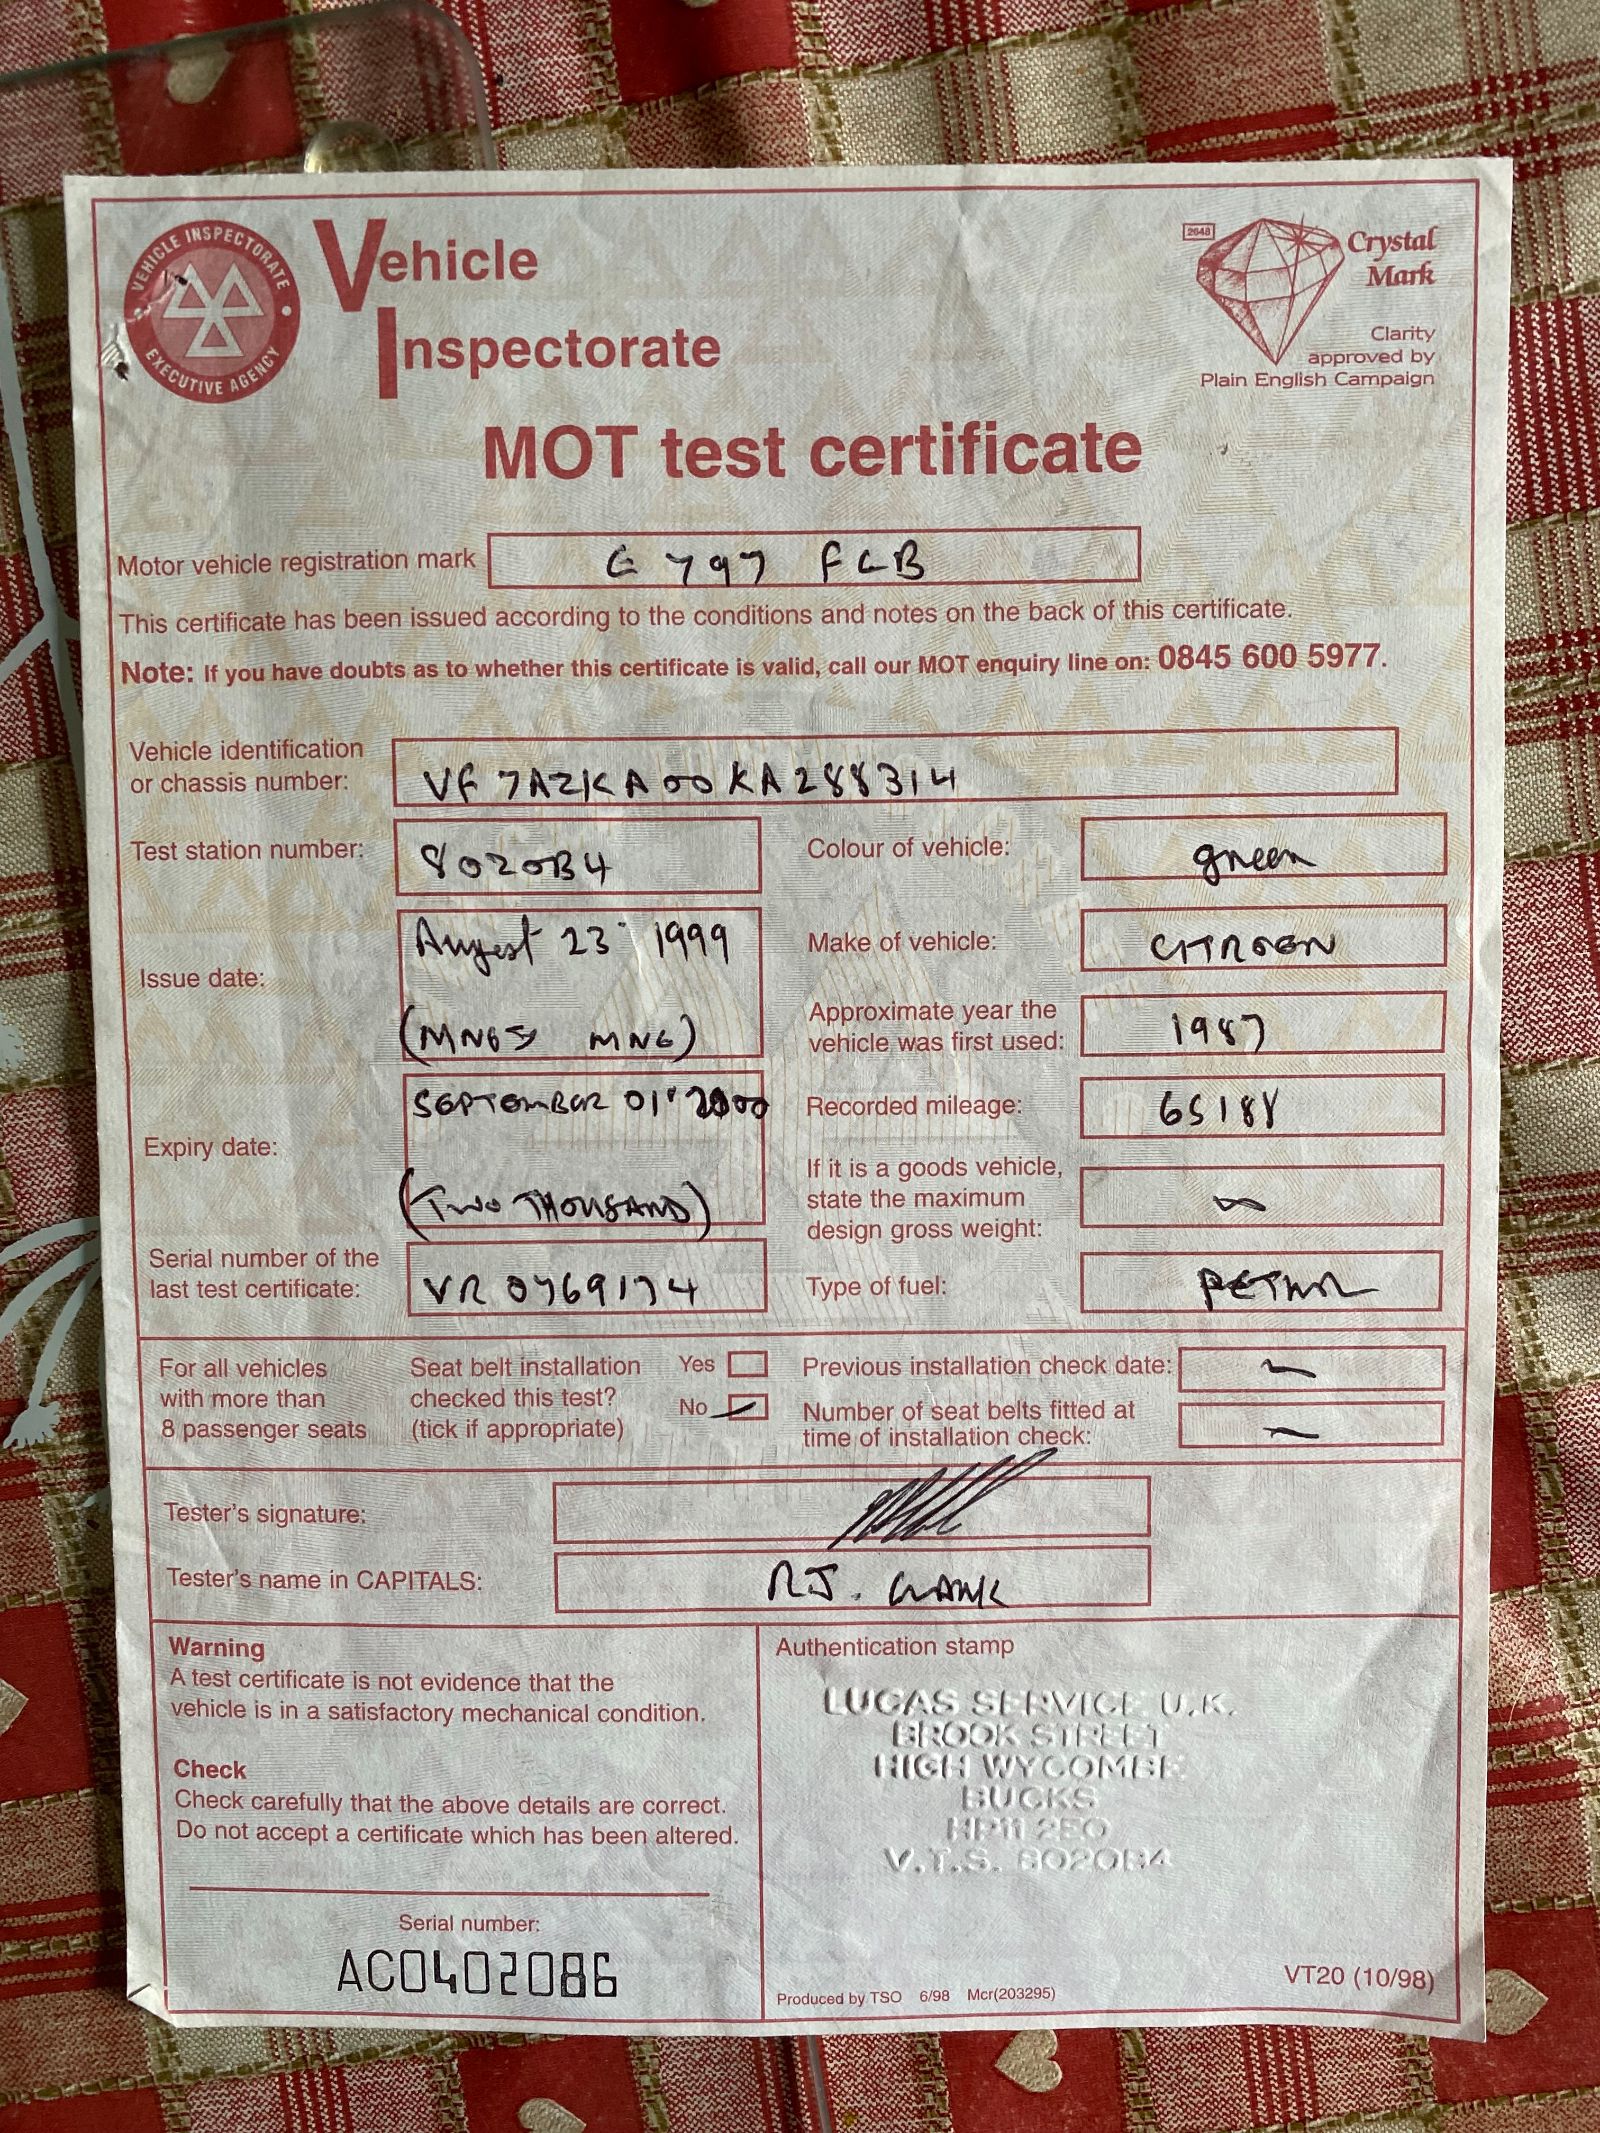 VEHICLE INSPECTORATE
EXECUTIVE AGENCY
Vehicle
Inspectorate
2648
Crystal
Mark
Clarity
approved by
Plain English Campaign
MOT test certificate
Motor vehicle registration mark E 797 FLB
This certificate has been issued according to the conditions and notes on the back of this certificate.
Note: If you have doubts as to whether this certificate is valid, call our MOT enquiry line on: 0845 600 5977.
Vehicle identification
or chassis number: VF 7AZKA00KA288314
Test station number: 8020B4
Colour of vehicle: green
Issue date: August 23 1999
Make of vehicle: CITROEN
Approximate year the
vehicle was first used: 1987
Expiry date: SEPTEMBER 01 2000
(TWO THOUSAND)
Recorded mileage: 65188
If it is a goods vehicle,
state the maximum
design gross weight:
Serial number of the
last test certificate: VR 0769174
Type of fuel: PETROL
For all vehicles
with more than
8 passenger seats
Seat belt installation
checked this test?
(tick if appropriate)
Yes
No
Previous installation check date: –
Number of seat belts fitted at
time of installation check: –
Tester's signature:
Tester's name in CAPITALS: RJ. CLARK
Warning
A test certificate is not evidence that the
vehicle is in a satisfactory mechanical condition.
Check
Check carefully that the above details are correct.
Do not accept a certificate which has been altered.
Serial number:
AC0402086
Authentication stamp
LUCAS SERVICE U.K.
BROOK STREET
HIGH WYCOMBE
BUCKS
HP11 2EQ
V.T.S. 8020B4
Produced by TSO 6/98 Mcr(203295)
VT20 (10/98)